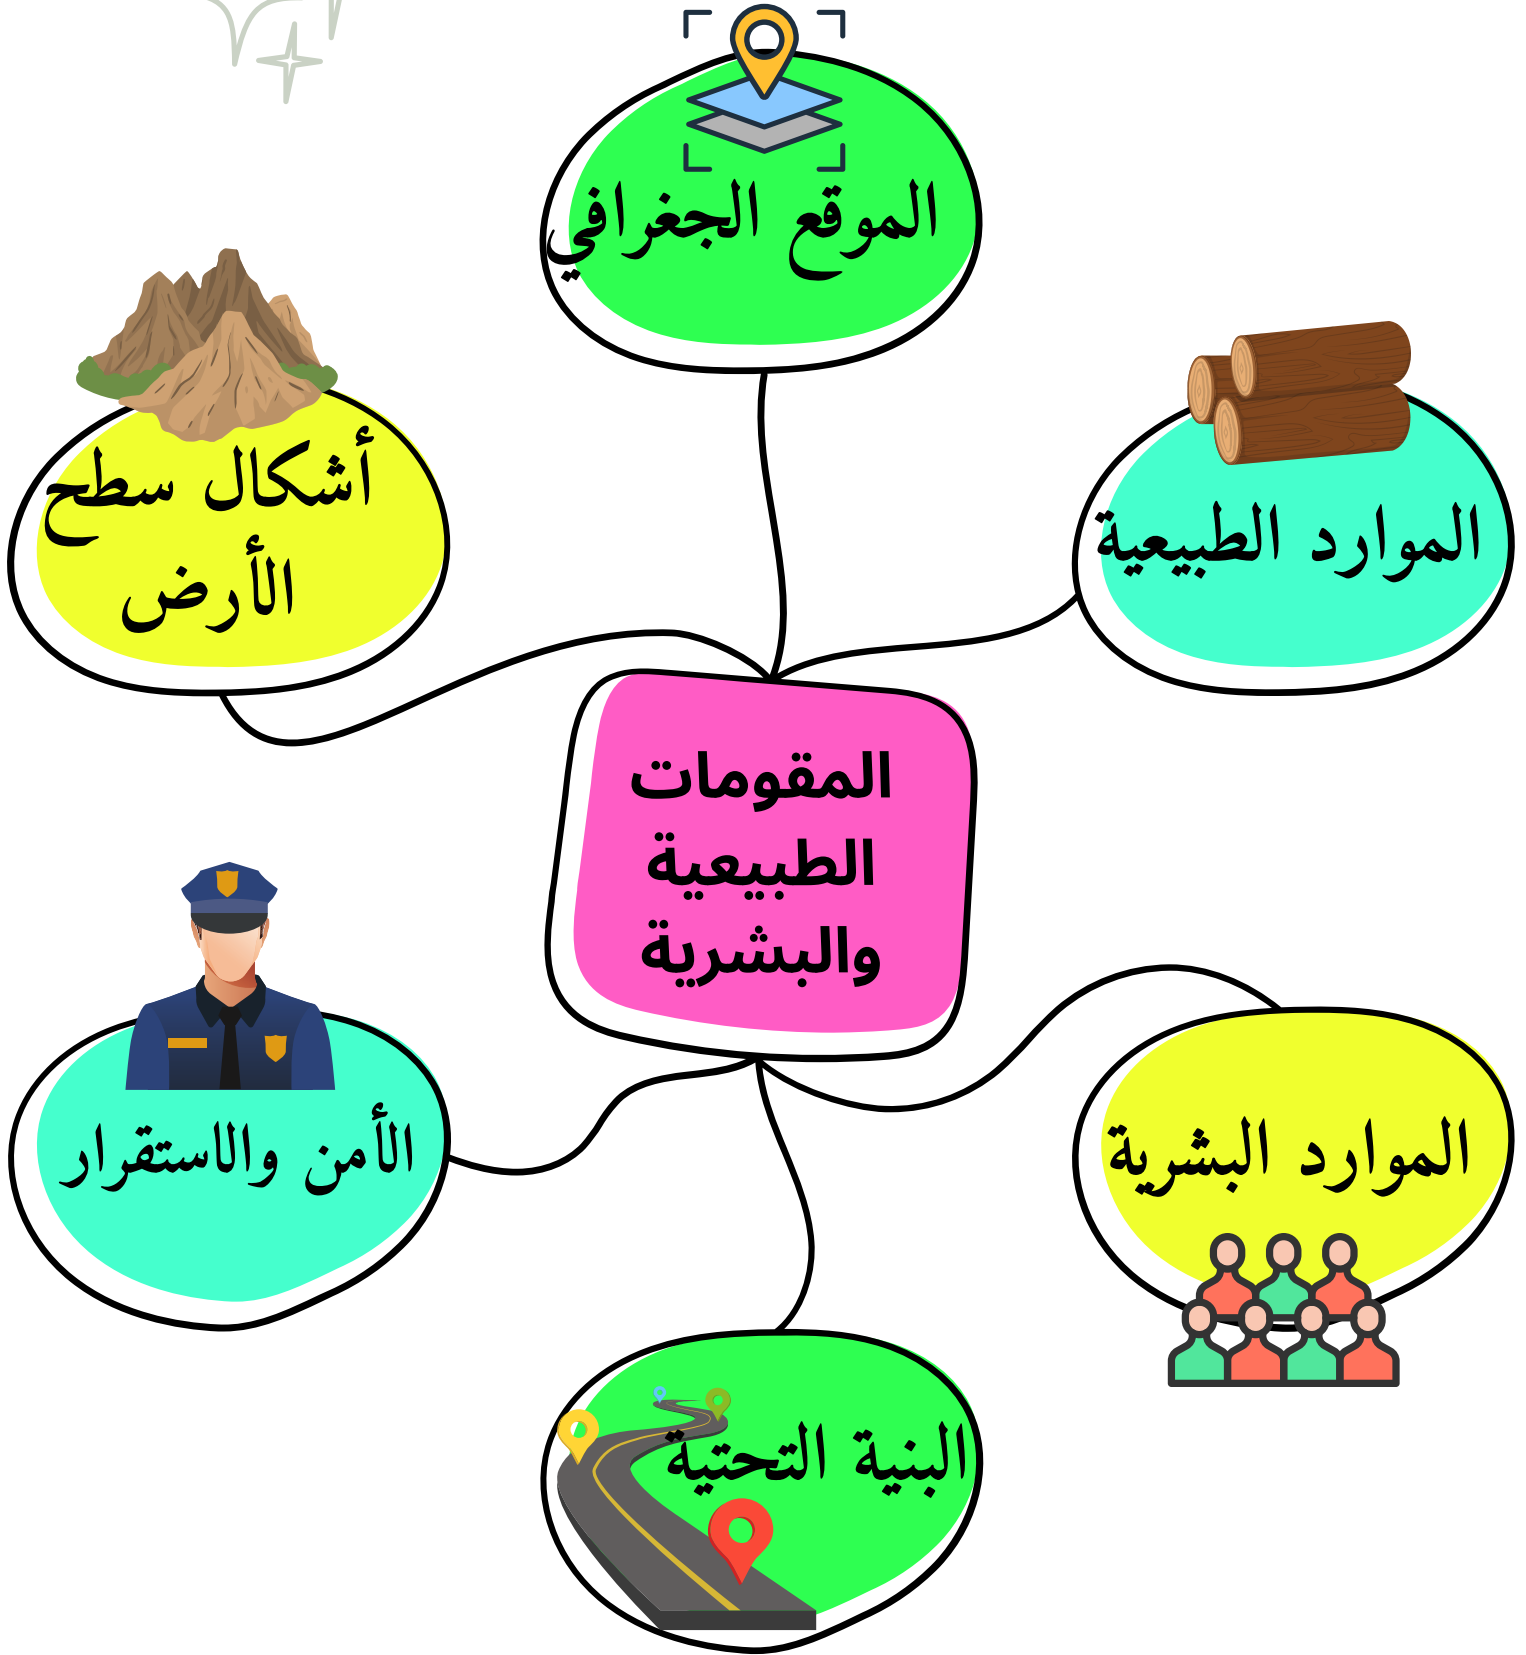 الموقع الجغرافي
الموارد الطبيعية
أشكال سطح
الأرض
المقومات
الطبيعية
والبشرية
الموارد البشرية
الأمن والاستقرار
البنية التحتية